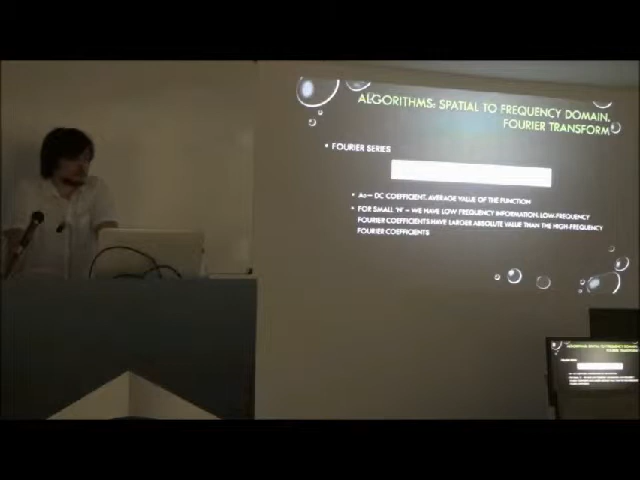 ALGORITHMS: SPATIAL TO FREQUENCY DOMAIN.
FOURIER TRANSFORM
• FOURIER SERIES
• DC COEFFICIENT. AVERAGE VALUE OF THE FUNCTION
• FOR SMALL 'N' – WE HAVE LOW FREQUENCY INFORMATION. LOW-FREQUENCY
FOURIER COEFFICIENTS HAVE LARGER ABSOLUTE VALUE THAN THE HIGH-FREQUENCY
FOURIER COEFFICIENTS